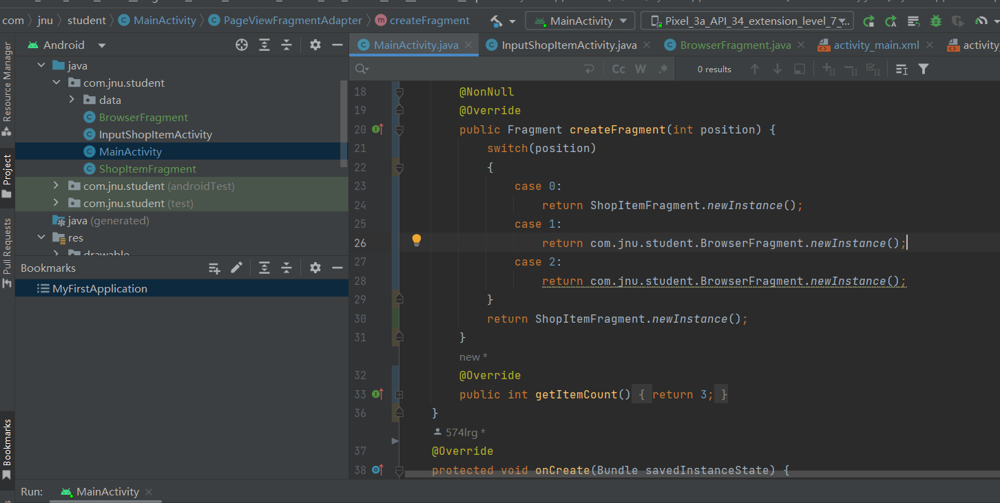 com jnu student MainActivity PageViewFragmentAdapter m createFragment MainActivity Pixel_3a_API_34_extension_level_7_...
Android
MainActivity.java InputShopItemActivity.java BrowserFragment.java activity_main.xml activity_
Cc W .* 0 results
java
com.jnu.student
data
BrowserFragment
InputShopItemActivity
MainActivity
ShopItemFragment
com.jnu.student (androidTest)
com.jnu.student (test)
java (generated)
res
drawable
Bookmarks
MyFirstApplication
Resource Manager
Project
Pull Requests
Bookmarks
18 @NonNull
19 @Override
20 public Fragment createFragment(int position) {
21 switch(position)
22 {
23 case 0:
24 return ShopItemFragment.newInstance();
25 case 1:
26 return com.jnu.student.BrowserFragment.newInstance();
27 case 2:
28 return com.jnu.student.BrowserFragment.newInstance();
29 }
30 return ShopItemFragment.newInstance();
31 }
new *
32 @Override
33 public int getItemCount() { return 3; }
36 }
574lrg *
37 @Override
38 protected void onCreate(Bundle savedInstanceState) {
Run: MainActivity